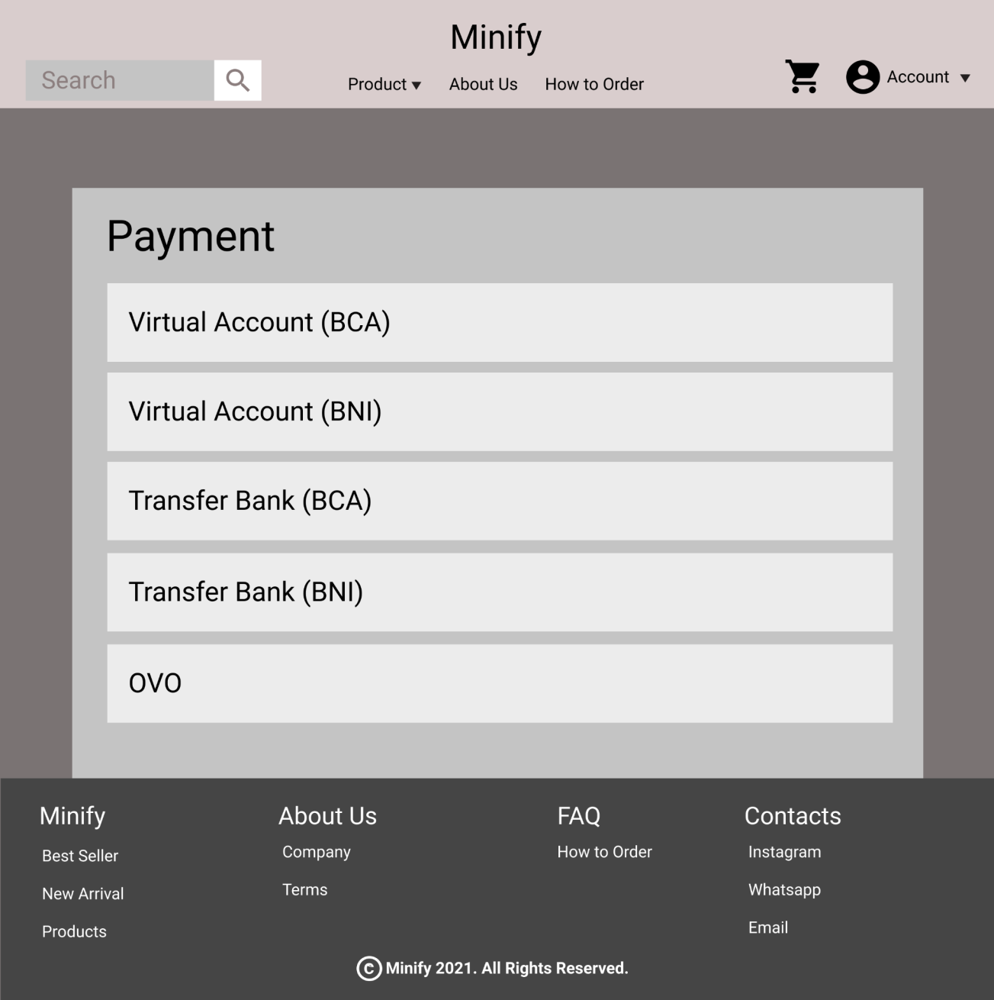 Minify
Search
Product ▼ About Us How to Order
Account ▼
Payment
Virtual Account (BCA)
Virtual Account (BNI)
Transfer Bank (BCA)
Transfer Bank (BNI)
OVO
Minify
Best Seller
New Arrival
Products
About Us
Company
Terms
FAQ
How to Order
Contacts
Instagram
Whatsapp
Email
© Minify 2021. All Rights Reserved.